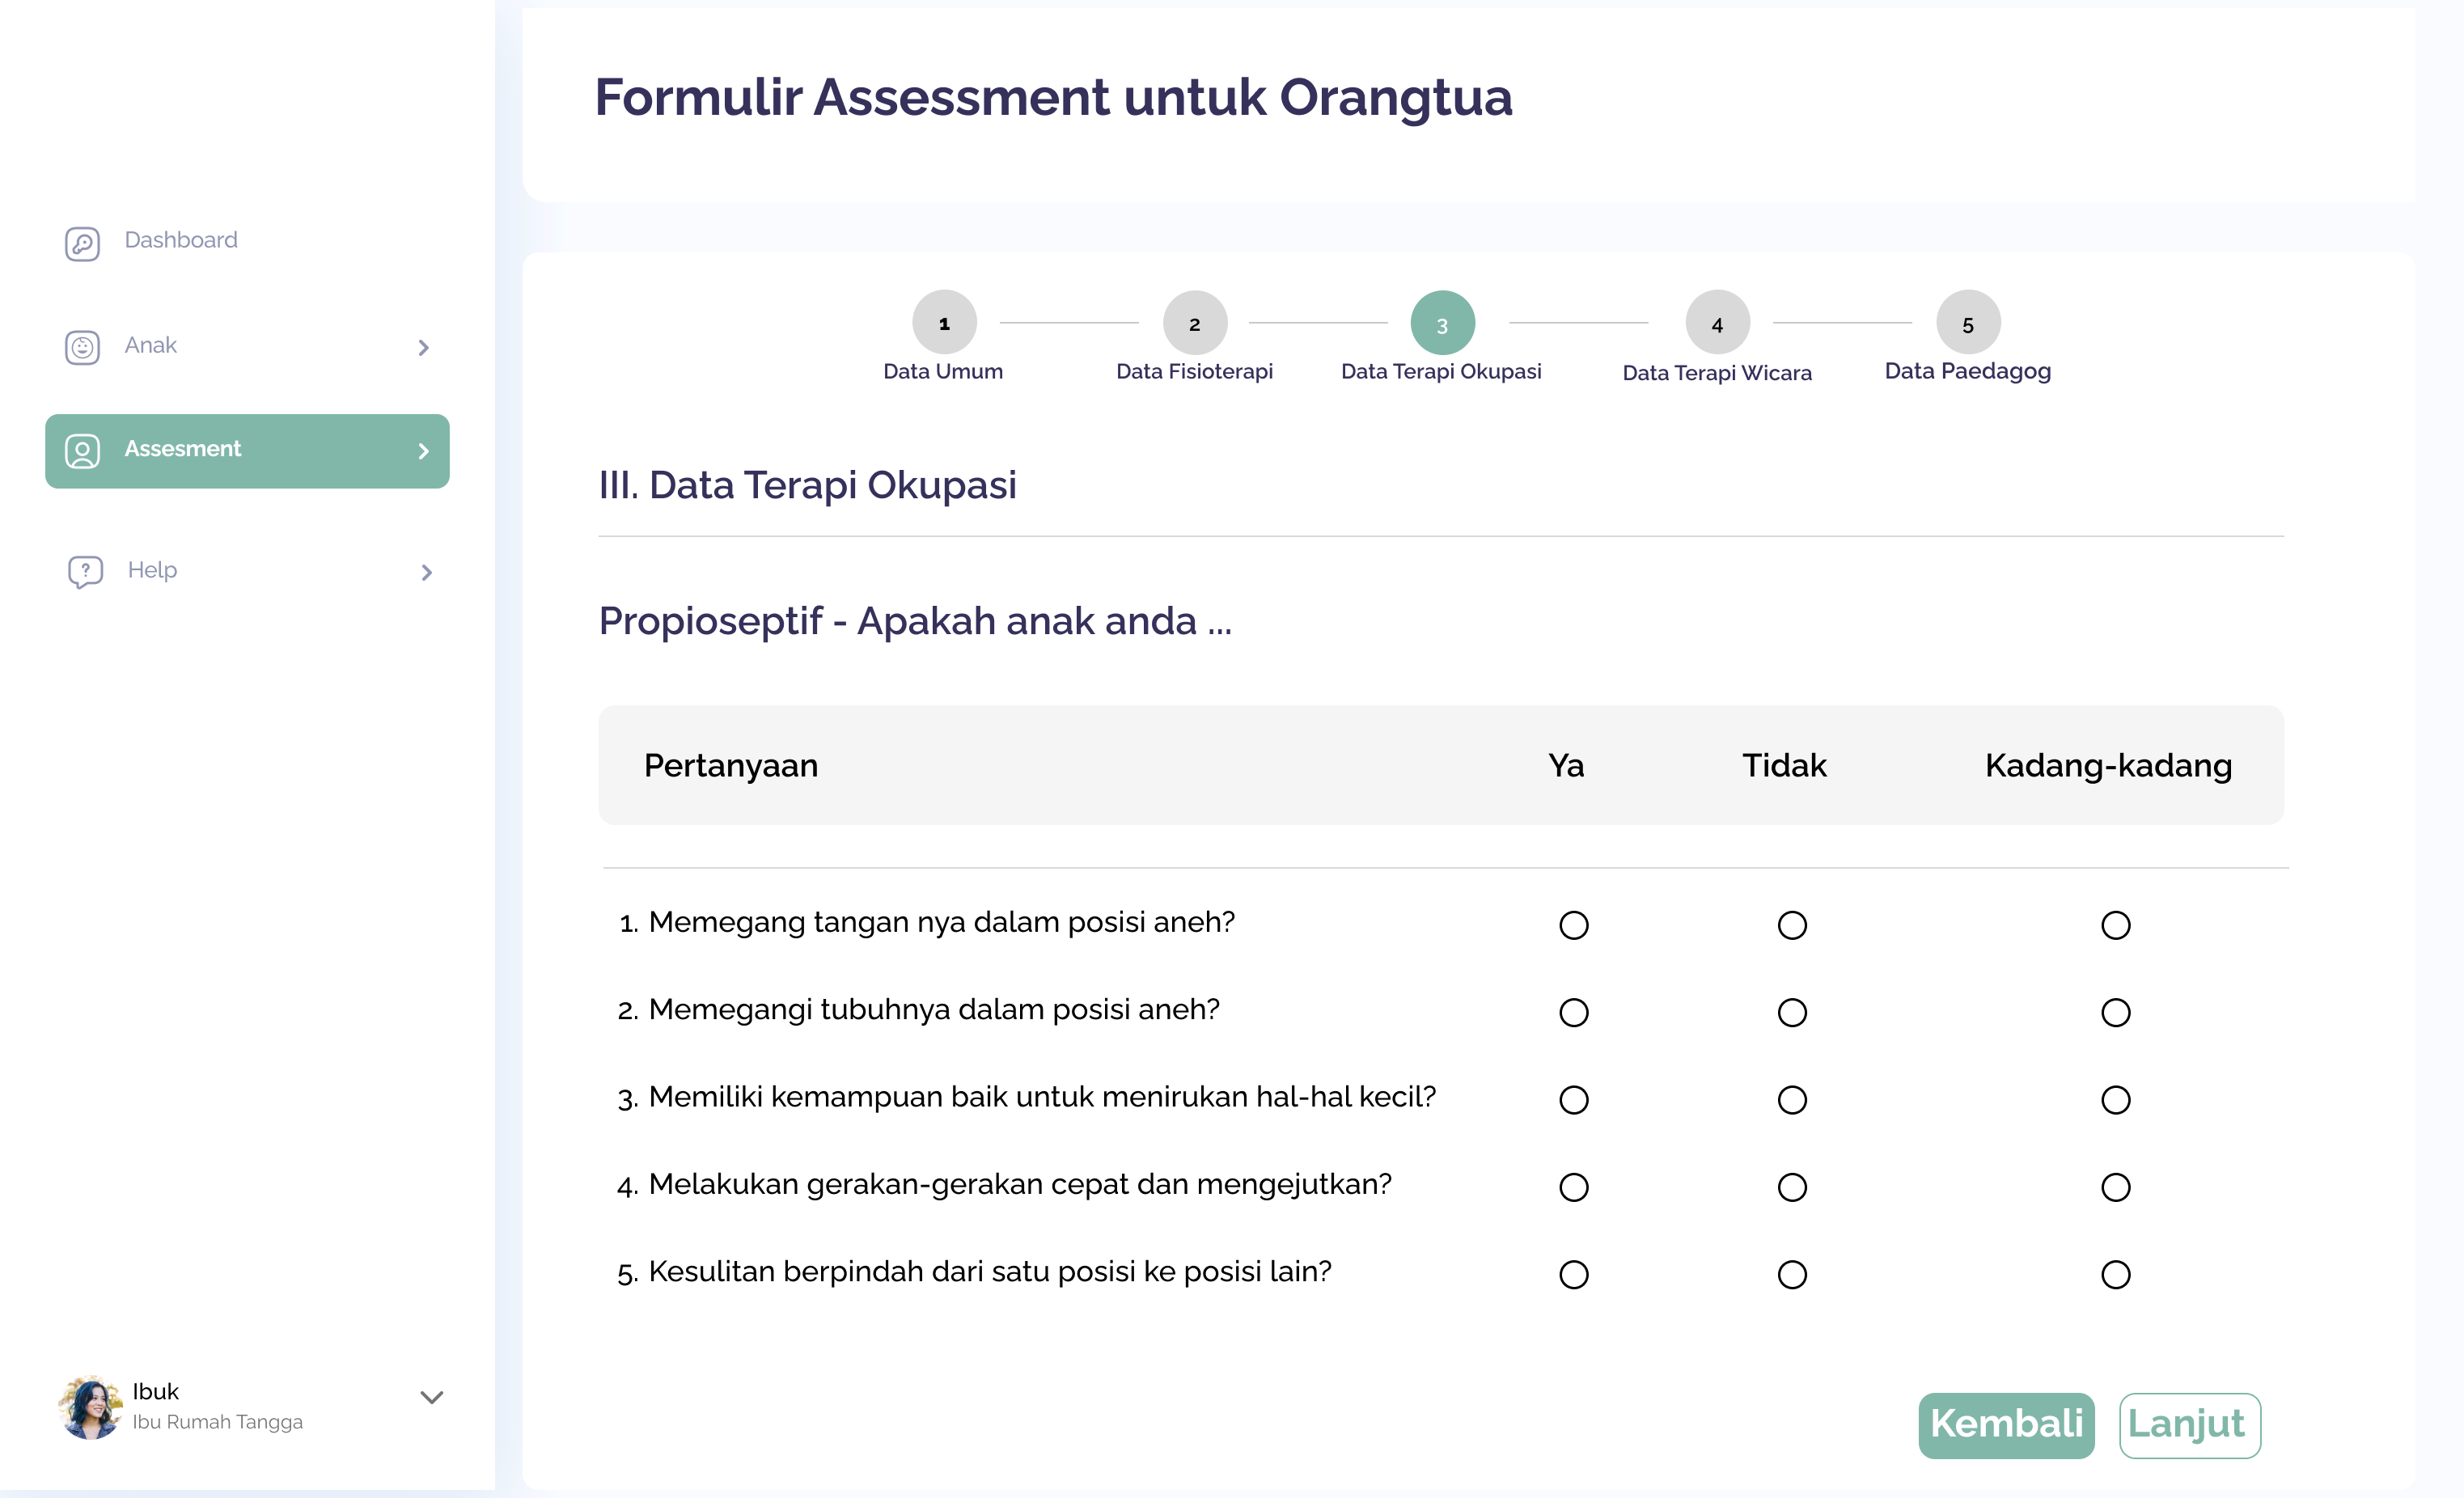 Formulir Assessment untuk Orangtua
Dashboard
Anak
Assesment
Help
1
2
3
4
5
Data Umum
Data Fisioterapi
Data Terapi Okupasi
Data Terapi Wicara
Data Paedagog
III. Data Terapi Okupasi
Propioseptif - Apakah anak anda ...
Pertanyaan Ya Tidak Kadang-kadang
1. Memegang tangan nya dalam posisi aneh?
2. Memegangi tubuhnya dalam posisi aneh?
3. Memiliki kemampuan baik untuk menirukan hal-hal kecil?
4. Melakukan gerakan-gerakan cepat dan mengejutkan?
5. Kesulitan berpindah dari satu posisi ke posisi lain?
Ibuk
Ibu Rumah Tangga
Kembali
Lanjut